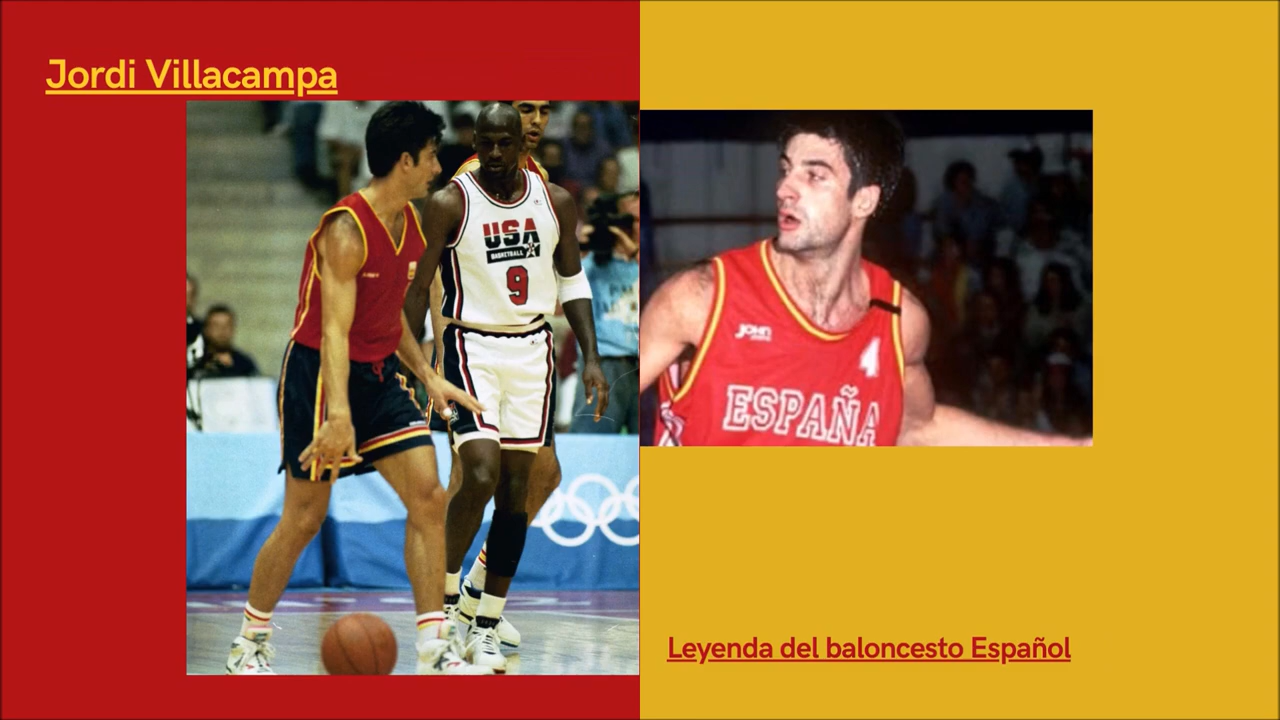 Jordi Villacampa
USA
BASKETBALL
9
JOHN
4
ESPAÑA
Leyenda del baloncesto Español